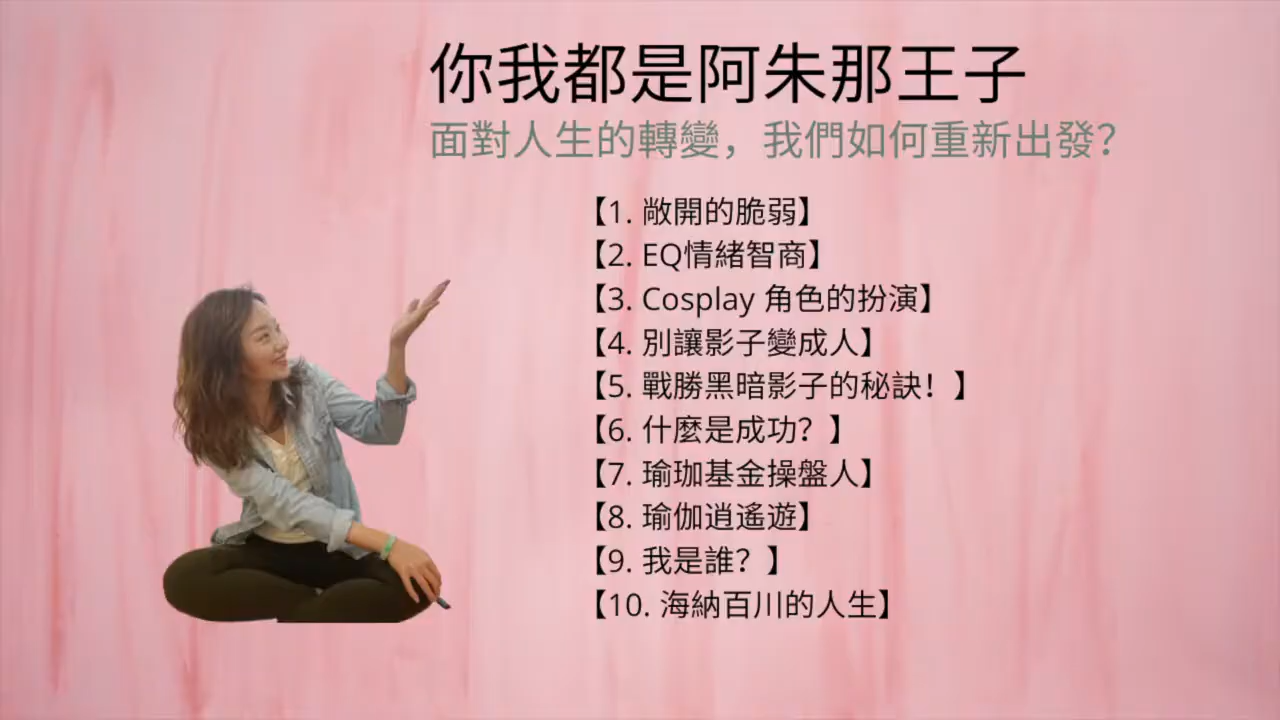 你我都是阿朱那王子
面對人生的轉變，我們如何重新出發？
【1. 敞開的脆弱】
【2. EQ情緒智商】
【3. Cosplay 角色的扮演】
【4. 別讓影子變成人】
【5. 戰勝黑暗影子的秘訣！】
【6. 什麼是成功？】
【7. 瑜珈基金操盤人】
【8. 瑜伽逍遙遊】
【9. 我是誰？】
【10. 海納百川的人生】